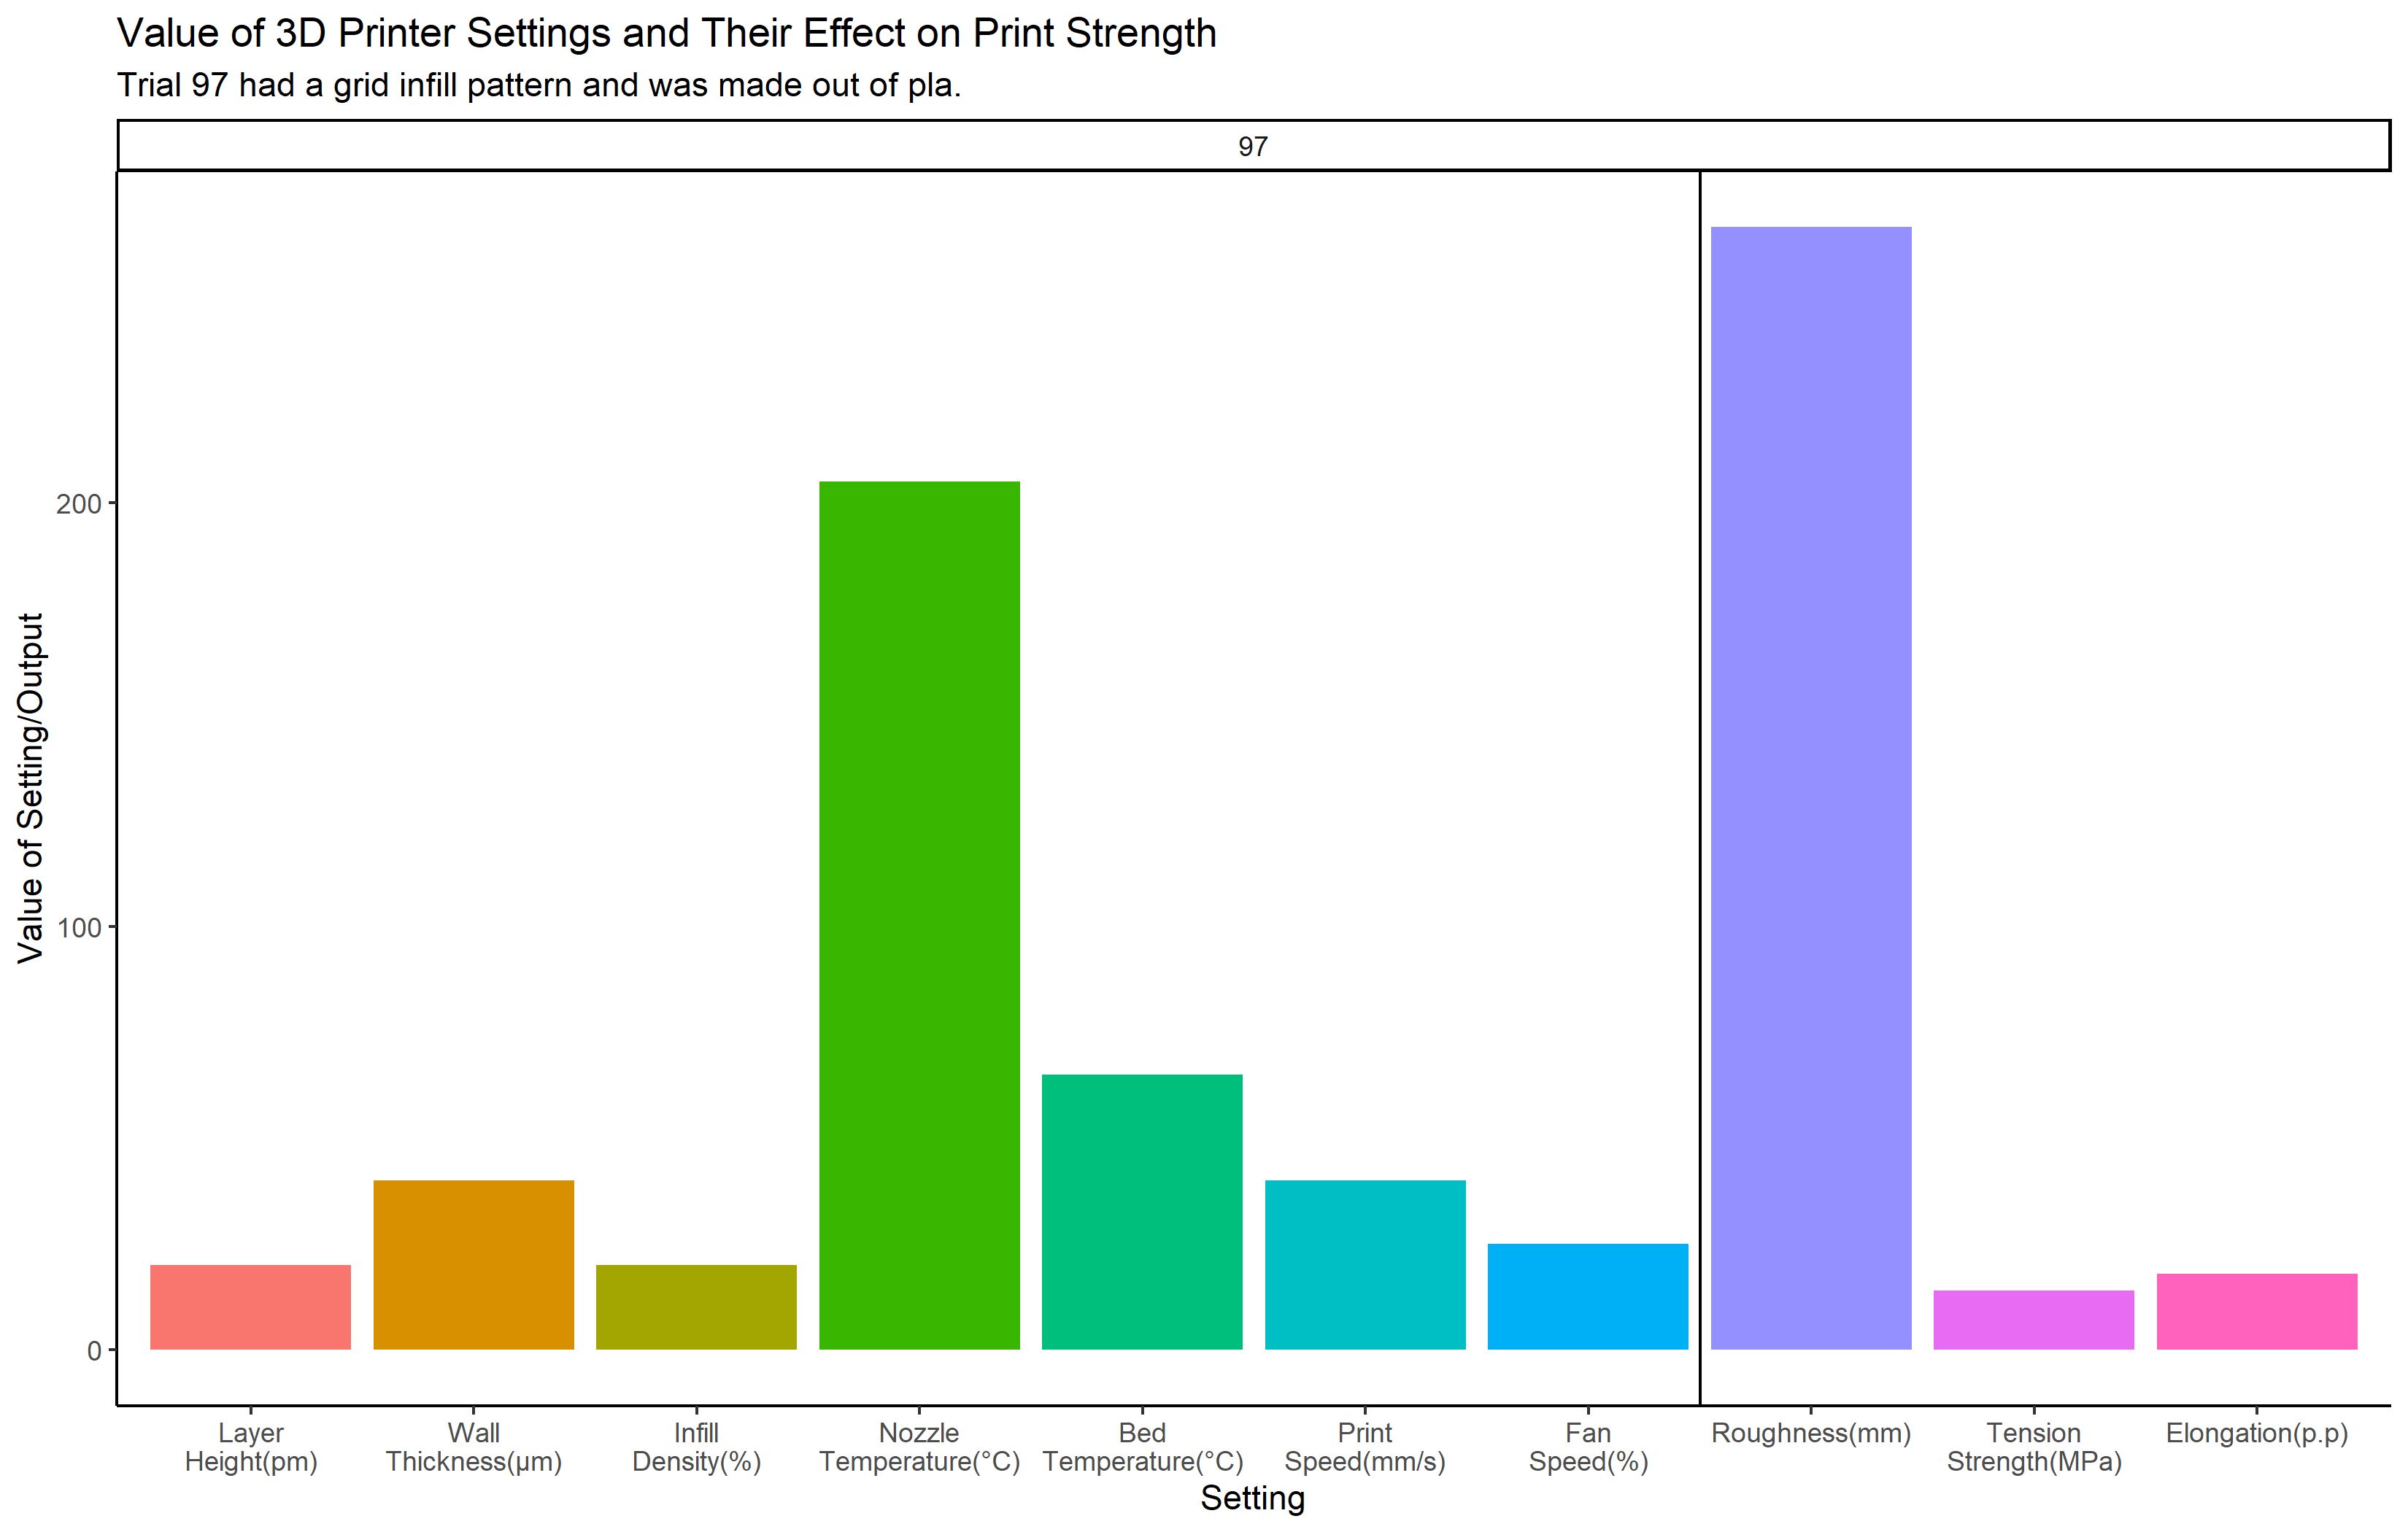 Value of 3D Printer Settings and Their Effect on Print Strength
Trial 97 had a grid infill pattern and was made out of pla.
97
Value of Setting/Output
200
100
0
Layer
Height(pm)
Wall
Thickness(µm)
Infill
Density(%)
Nozzle
Temperature(°C)
Bed
Temperature(°C)
Print
Speed(mm/s)
Fan
Speed(%)
Roughness(mm)
Tension
Strength(MPa)
Elongation(p.p)
Setting